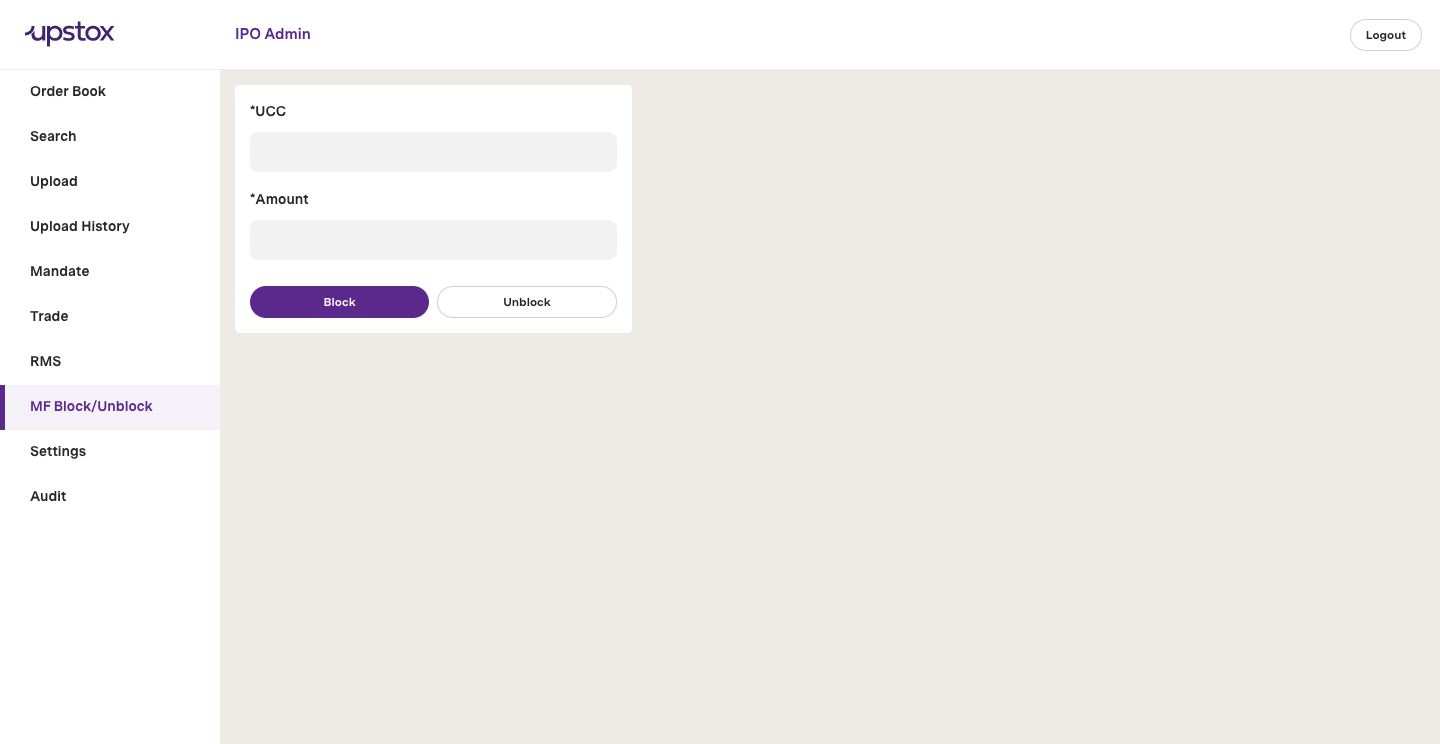 upstox
IPO Admin
Logout
Order Book
Search
Upload
Upload History
Mandate
Trade
RMS
MF Block/Unblock
Settings
Audit
*UCC
*Amount
Block
Unblock